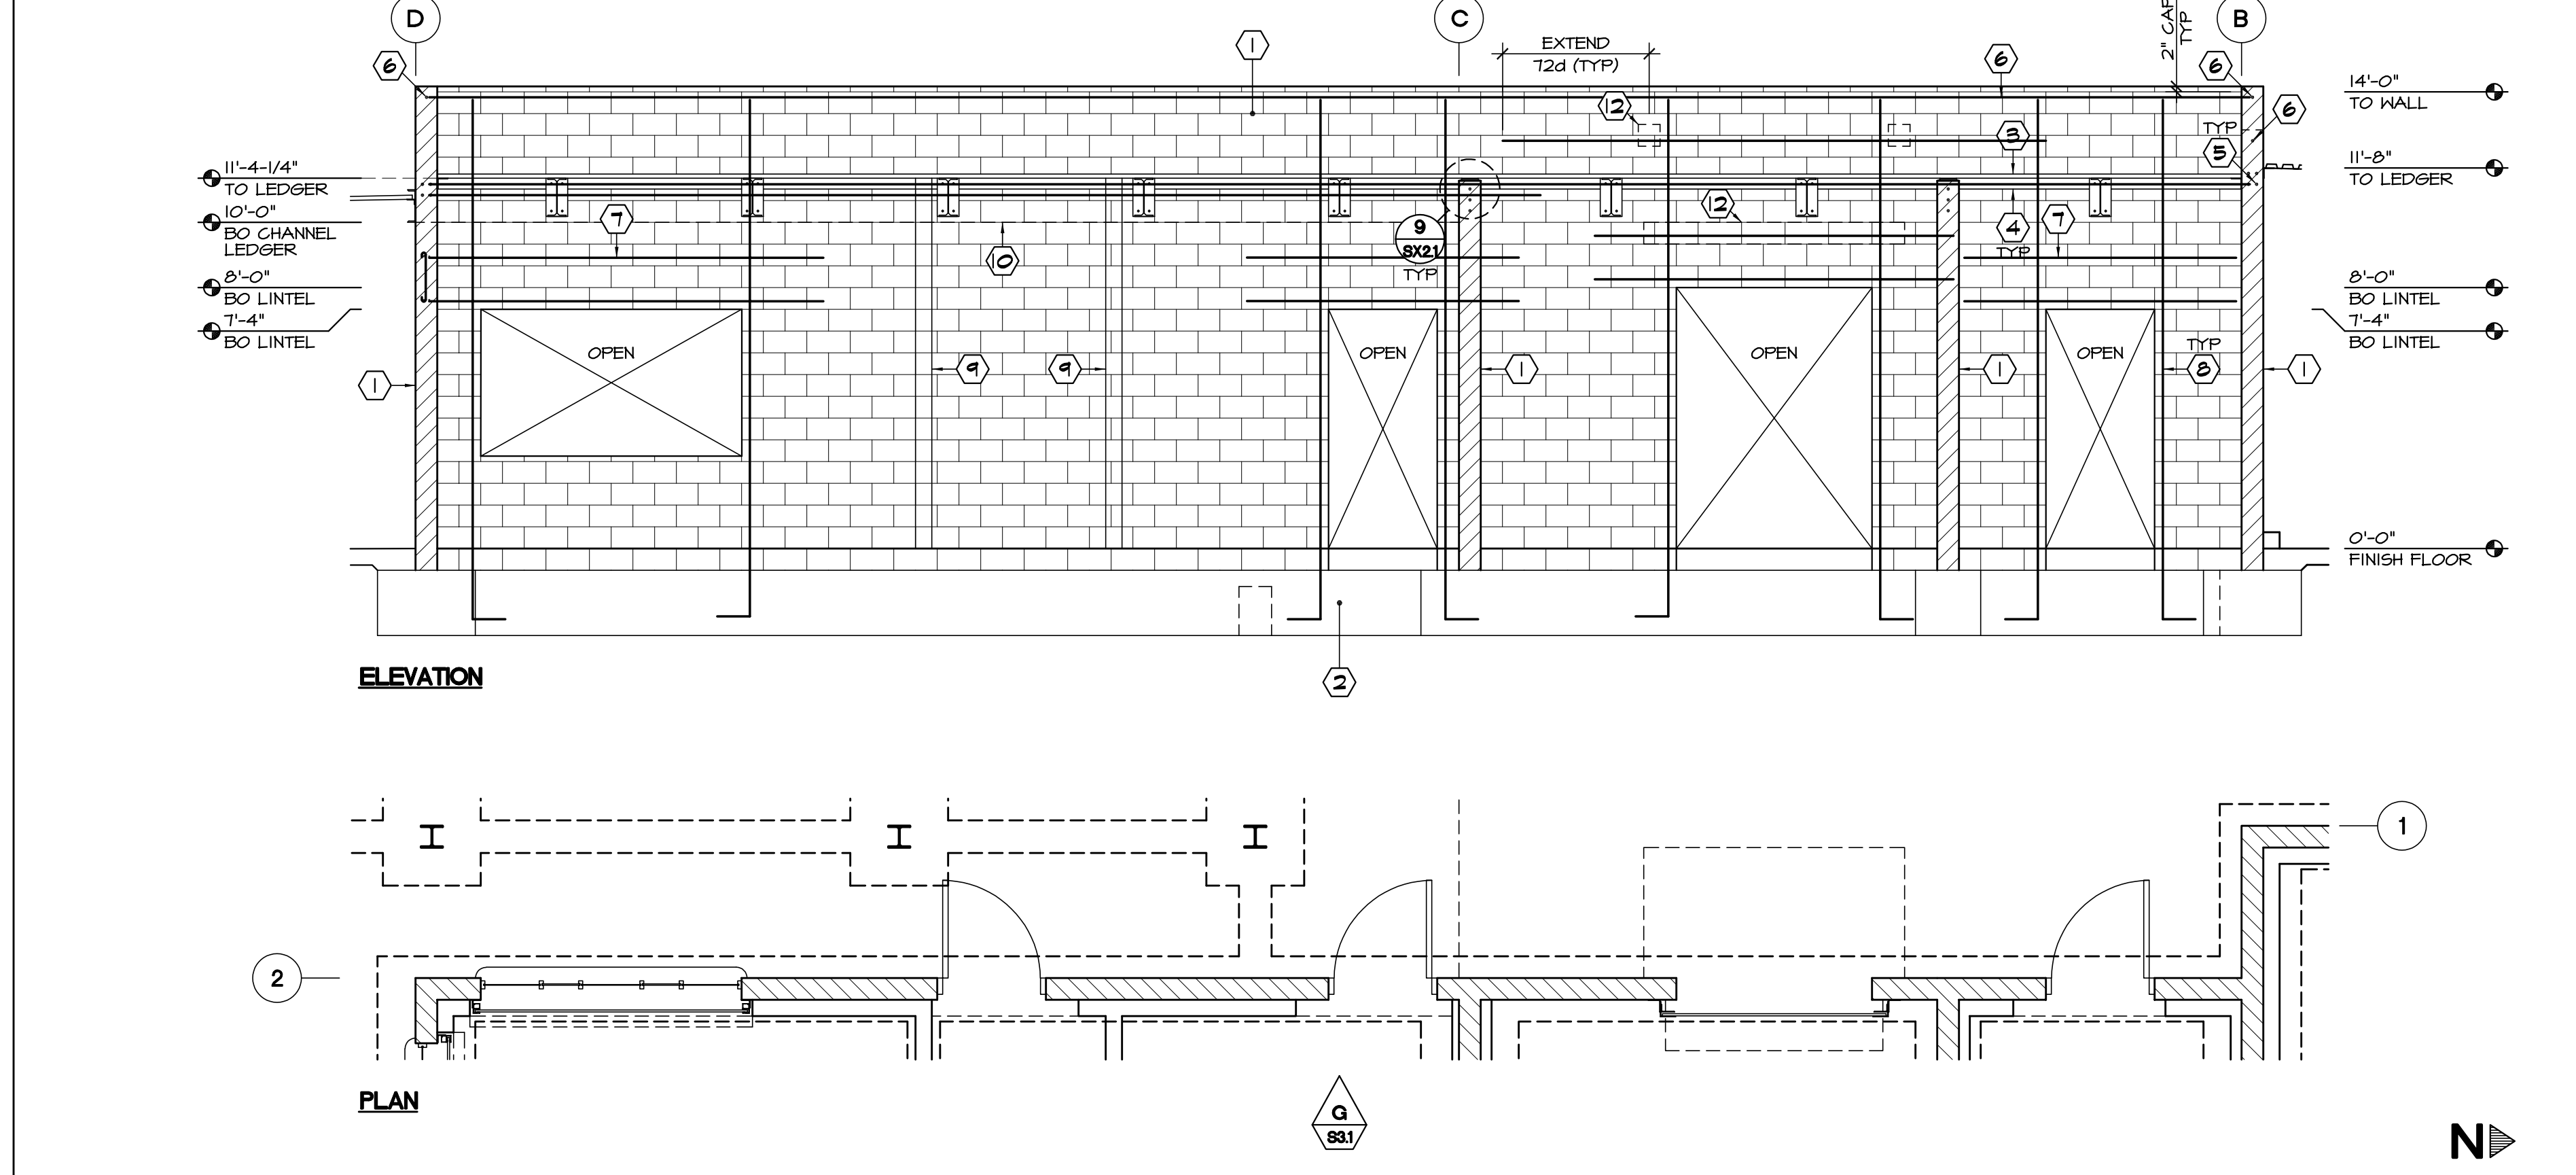 D
C
B
1
EXTEND
72d (TYP)
6
6
6
2" CAP
TYP
14'-0"
TO WALL
12
6
3
TYP
5
11'-4-1/4"
TO LEDGER
11'-8"
TO LEDGER
10'-0"
BO CHANNEL
LEDGER
7
12
9
SX2.1
TYP
4
TYP
7
10
8'-0"
BO LINTEL
7'-4"
BO LINTEL
8'-0"
BO LINTEL
7'-4"
BO LINTEL
OPEN
OPEN
OPEN
OPEN
TYP
8
1
9
9
1
1
1
0'-0"
FINISH FLOOR
ELEVATION
2
1
2
PLAN
G
S3.1
N